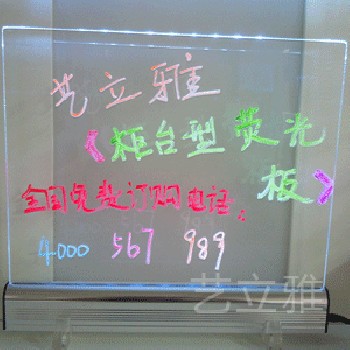 艺立雅
《柜台型荧光
板》
全国免费订购电话:
4000 567 989
艺立雅